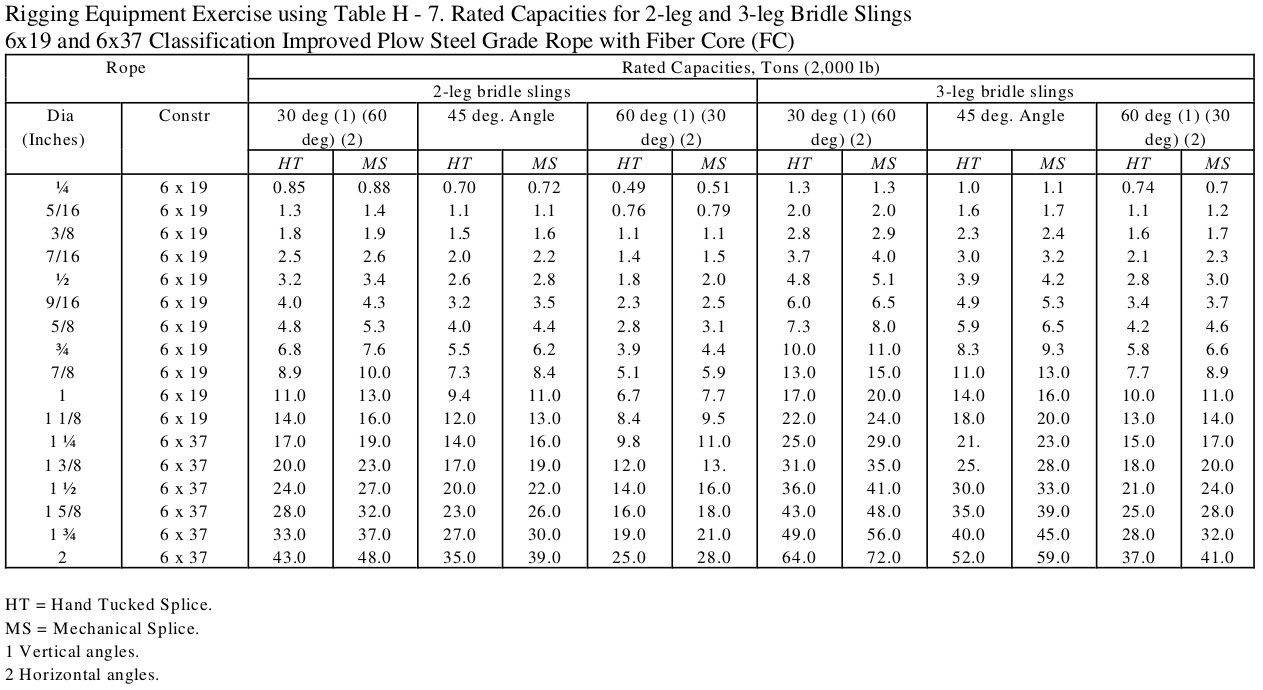 Rigging Equipment Exercise using Table H - 7. Rated Capacities for 2-leg and 3-leg Bridle Slings
6x19 and 6x37 Classification Improved Plow Steel Grade Rope with Fiber Core (FC)
Rope Rated Capacities, Tons (2,000 lb)
2-leg bridle slings 3-leg bridle slings
Dia Constr 30 deg (1) (60 45 deg. Angle 60 deg (1) (30 30 deg (1) (60 45 deg. Angle 60 deg (1) (30
(Inches) deg) (2) deg) (2) deg) (2) deg) (2)
HT MS HT MS HT MS HT MS HT MS HT MS
¼ 6 x 19 0.85 0.88 0.70 0.72 0.49 0.51 1.3 1.3 1.0 1.1 0.74 0.7
5/16 6 x 19 1.3 1.4 1.1 1.1 0.76 0.79 2.0 2.0 1.6 1.7 1.1 1.2
3/8 6 x 19 1.8 1.9 1.5 1.6 1.1 1.1 2.8 2.9 2.3 2.4 1.6 1.7
7/16 6 x 19 2.5 2.6 2.0 2.2 1.4 1.5 3.7 4.0 3.0 3.2 2.1 2.3
½ 6 x 19 3.2 3.4 2.6 2.8 1.8 2.0 4.8 5.1 3.9 4.2 2.8 3.0
9/16 6 x 19 4.0 4.3 3.2 3.5 2.3 2.5 6.0 6.5 4.9 5.3 3.4 3.7
5/8 6 x 19 4.8 5.3 4.0 4.4 2.8 3.1 7.3 8.0 5.9 6.5 4.2 4.6
¾ 6 x 19 6.8 7.6 5.5 6.2 3.9 4.4 10.0 11.0 8.3 9.3 5.8 6.6
7/8 6 x 19 8.9 10.0 7.3 8.4 5.1 5.9 13.0 15.0 11.0 13.0 7.7 8.9
1 6 x 19 11.0 13.0 9.4 11.0 6.7 7.7 17.0 20.0 14.0 16.0 10.0 11.0
1 1/8 6 x 19 14.0 16.0 12.0 13.0 8.4 9.5 22.0 24.0 18.0 20.0 13.0 14.0
1 ¼ 6 x 37 17.0 19.0 14.0 16.0 9.8 11.0 25.0 29.0 21. 23.0 15.0 17.0
1 3/8 6 x 37 20.0 23.0 17.0 19.0 12.0 13. 31.0 35.0 25. 28.0 18.0 20.0
1 ½ 6 x 37 24.0 27.0 20.0 22.0 14.0 16.0 36.0 41.0 30.0 33.0 21.0 24.0
1 5/8 6 x 37 28.0 32.0 23.0 26.0 16.0 18.0 43.0 48.0 35.0 39.0 25.0 28.0
1 ¾ 6 x 37 33.0 37.0 27.0 30.0 19.0 21.0 49.0 56.0 40.0 45.0 28.0 32.0
2 6 x 37 43.0 48.0 35.0 39.0 25.0 28.0 64.0 72.0 52.0 59.0 37.0 41.0
HT = Hand Tucked Splice.
MS = Mechanical Splice.
1 Vertical angles.
2 Horizontal angles.